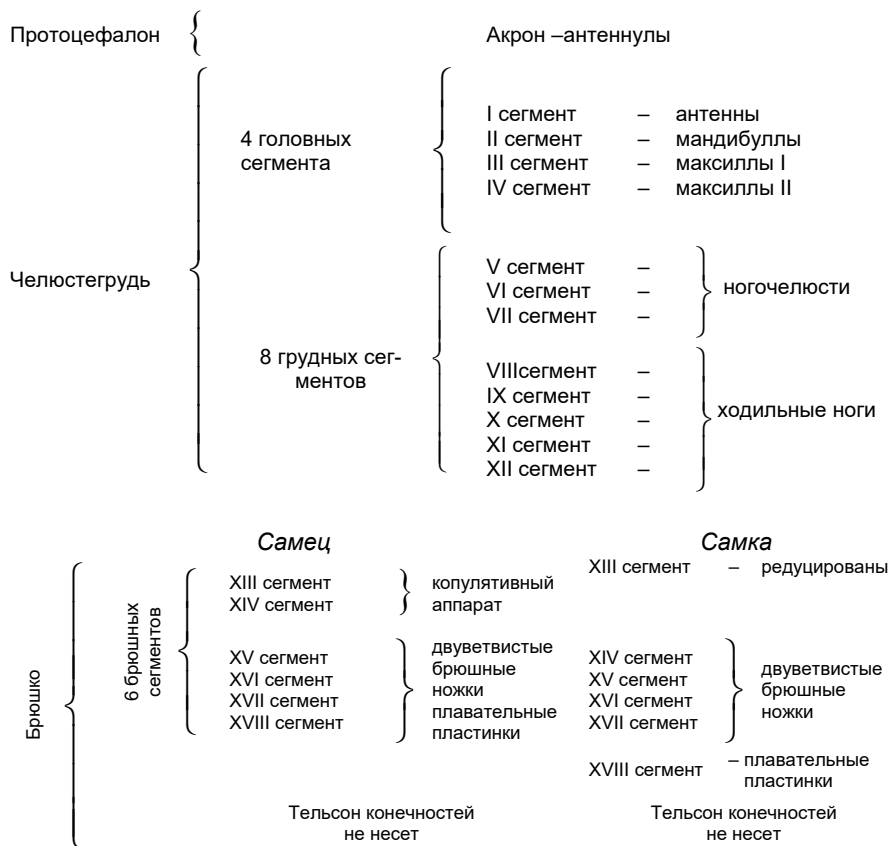 Протоцефалон
Акрон –антеннулы
Челюстегрудь
4 головных
сегмента
I сегмент – антенны
II сегмент – мандибуллы
III сегмент – максиллы I
IV сегмент – максиллы II
8 грудных сег-
ментов
V сегмент –
VI сегмент –
VII сегмент –
ногочелюсти
VIIIсегмент –
IX сегмент –
X сегмент –
XI сегмент –
XII сегмент –
ходильные ноги
Брюшко
6 брюшных
сегментов
Самец
XIII сегмент
XIV сегмент
копулятивный
аппарат
XV сегмент
XVI сегмент
XVII сегмент
XVIII сегмент
двуветвистые
брюшные
ножки
плавательные
пластинки
Тельсон конечностей
не несет
Самка
XIII сегмент – редуцированы
XIV сегмент
XV сегмент
XVI сегмент
XVII сегмент
двуветвистые
брюшные
ножки
XVIII сегмент – плавательные
пластинки
Тельсон конечностей
не несет